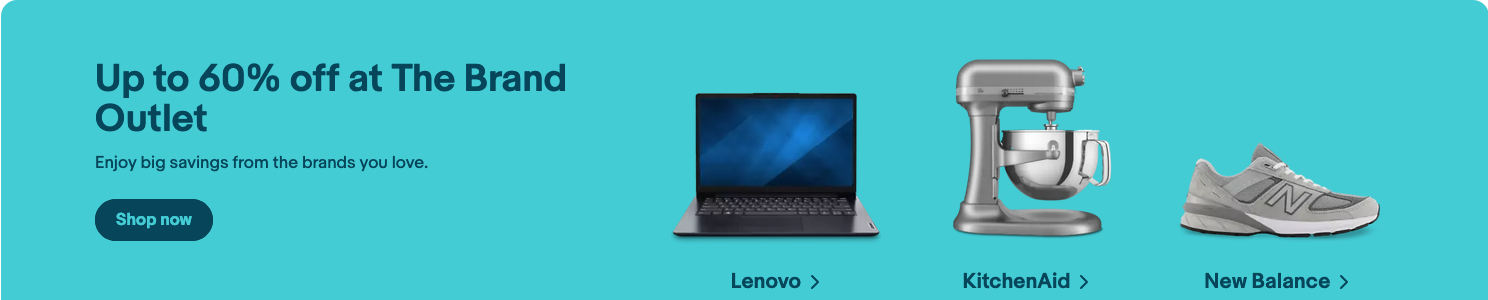 Up to 60% off at The Brand
Outlet
Enjoy big savings from the brands you love.
Shop now
Lenovo
KitchenAid
New Balance
N